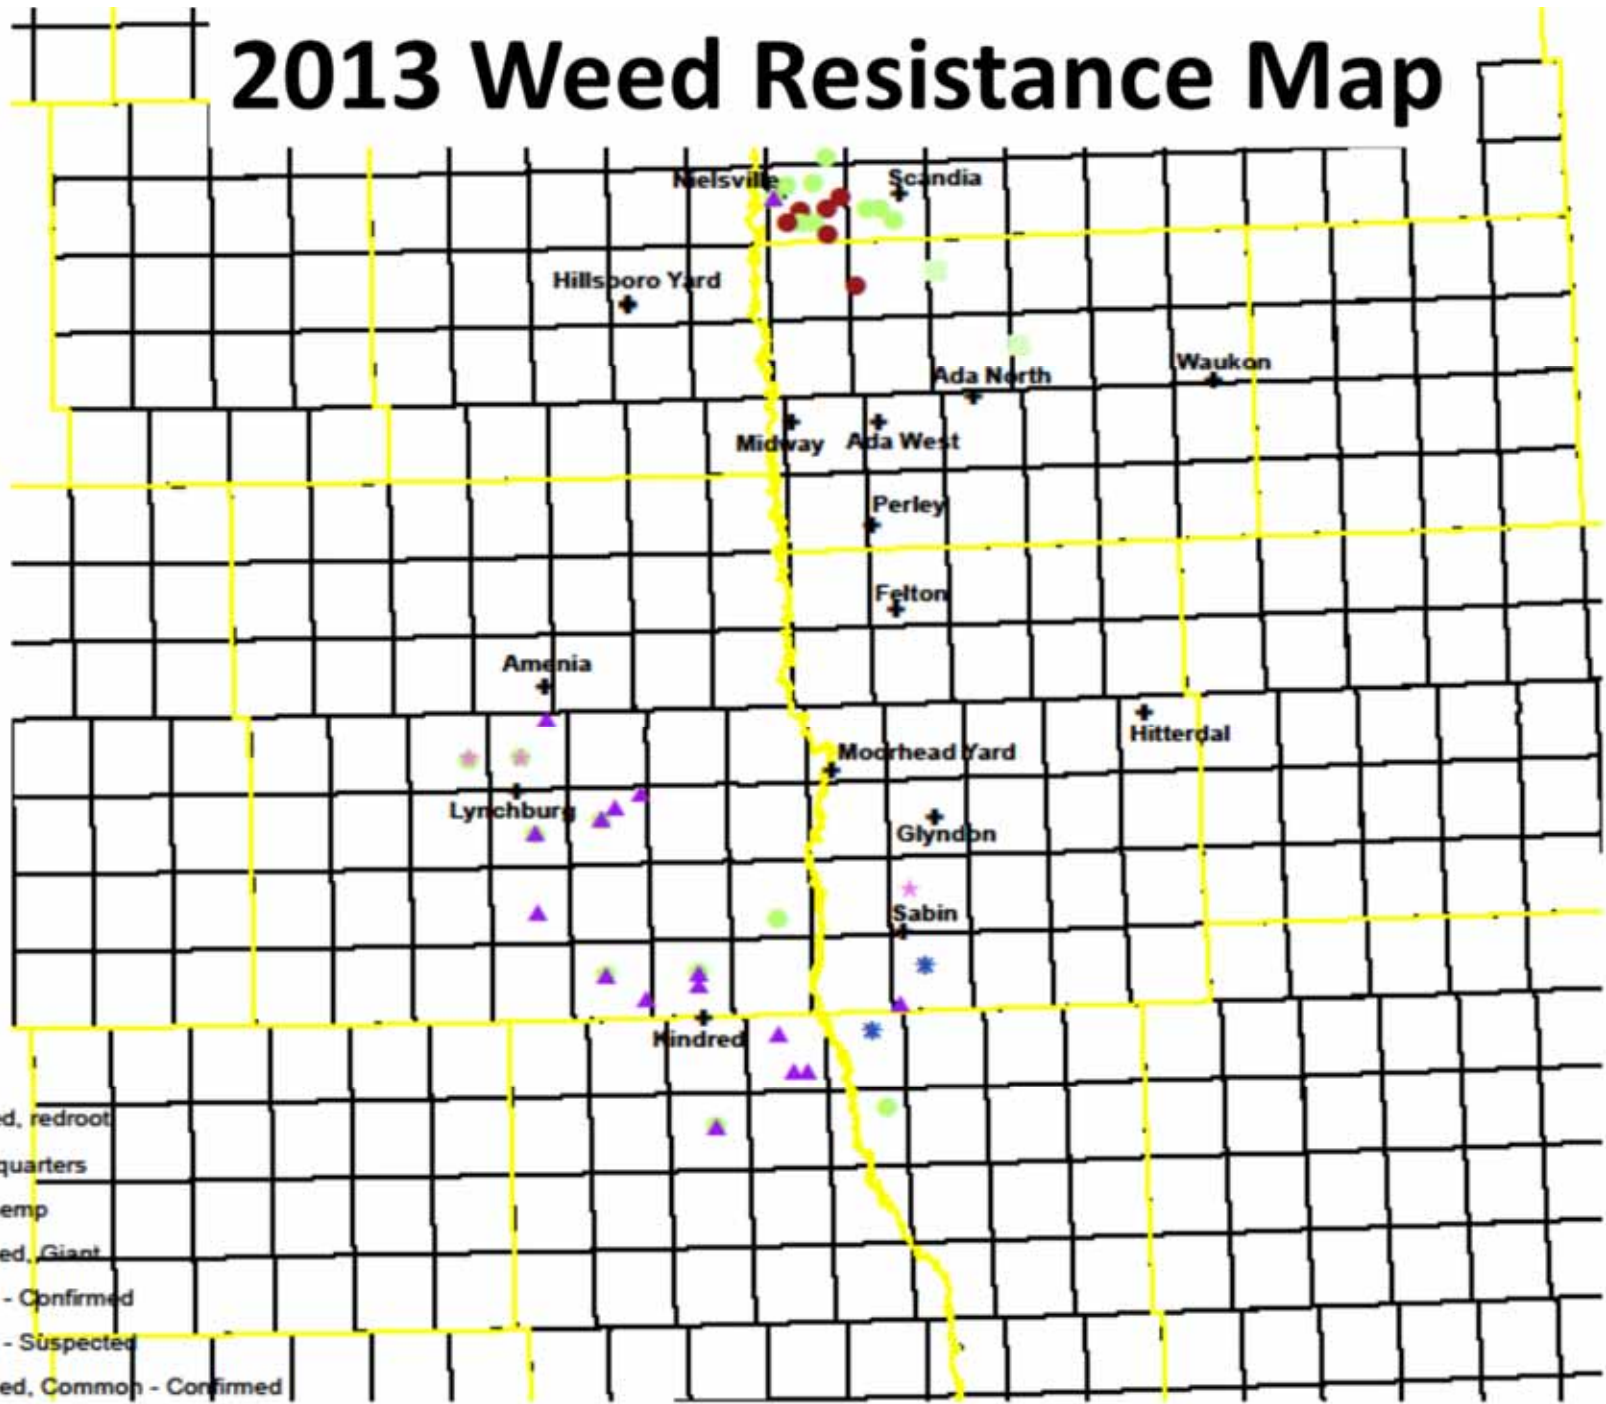 2013 Weed Resistance Map
Nielsville
Scandia
Hillsboro Yard
Waukon
Ada North
Midway
Ada West
Perley
Felton
Amenia
Hitterdal
Moorhead Yard
Lynchburg
Glyndon
Sabin
Kindred
ed, redroot
quarters
emp
ed, Giant
- Confirmed
- Suspected
ed, Common - Confirmed